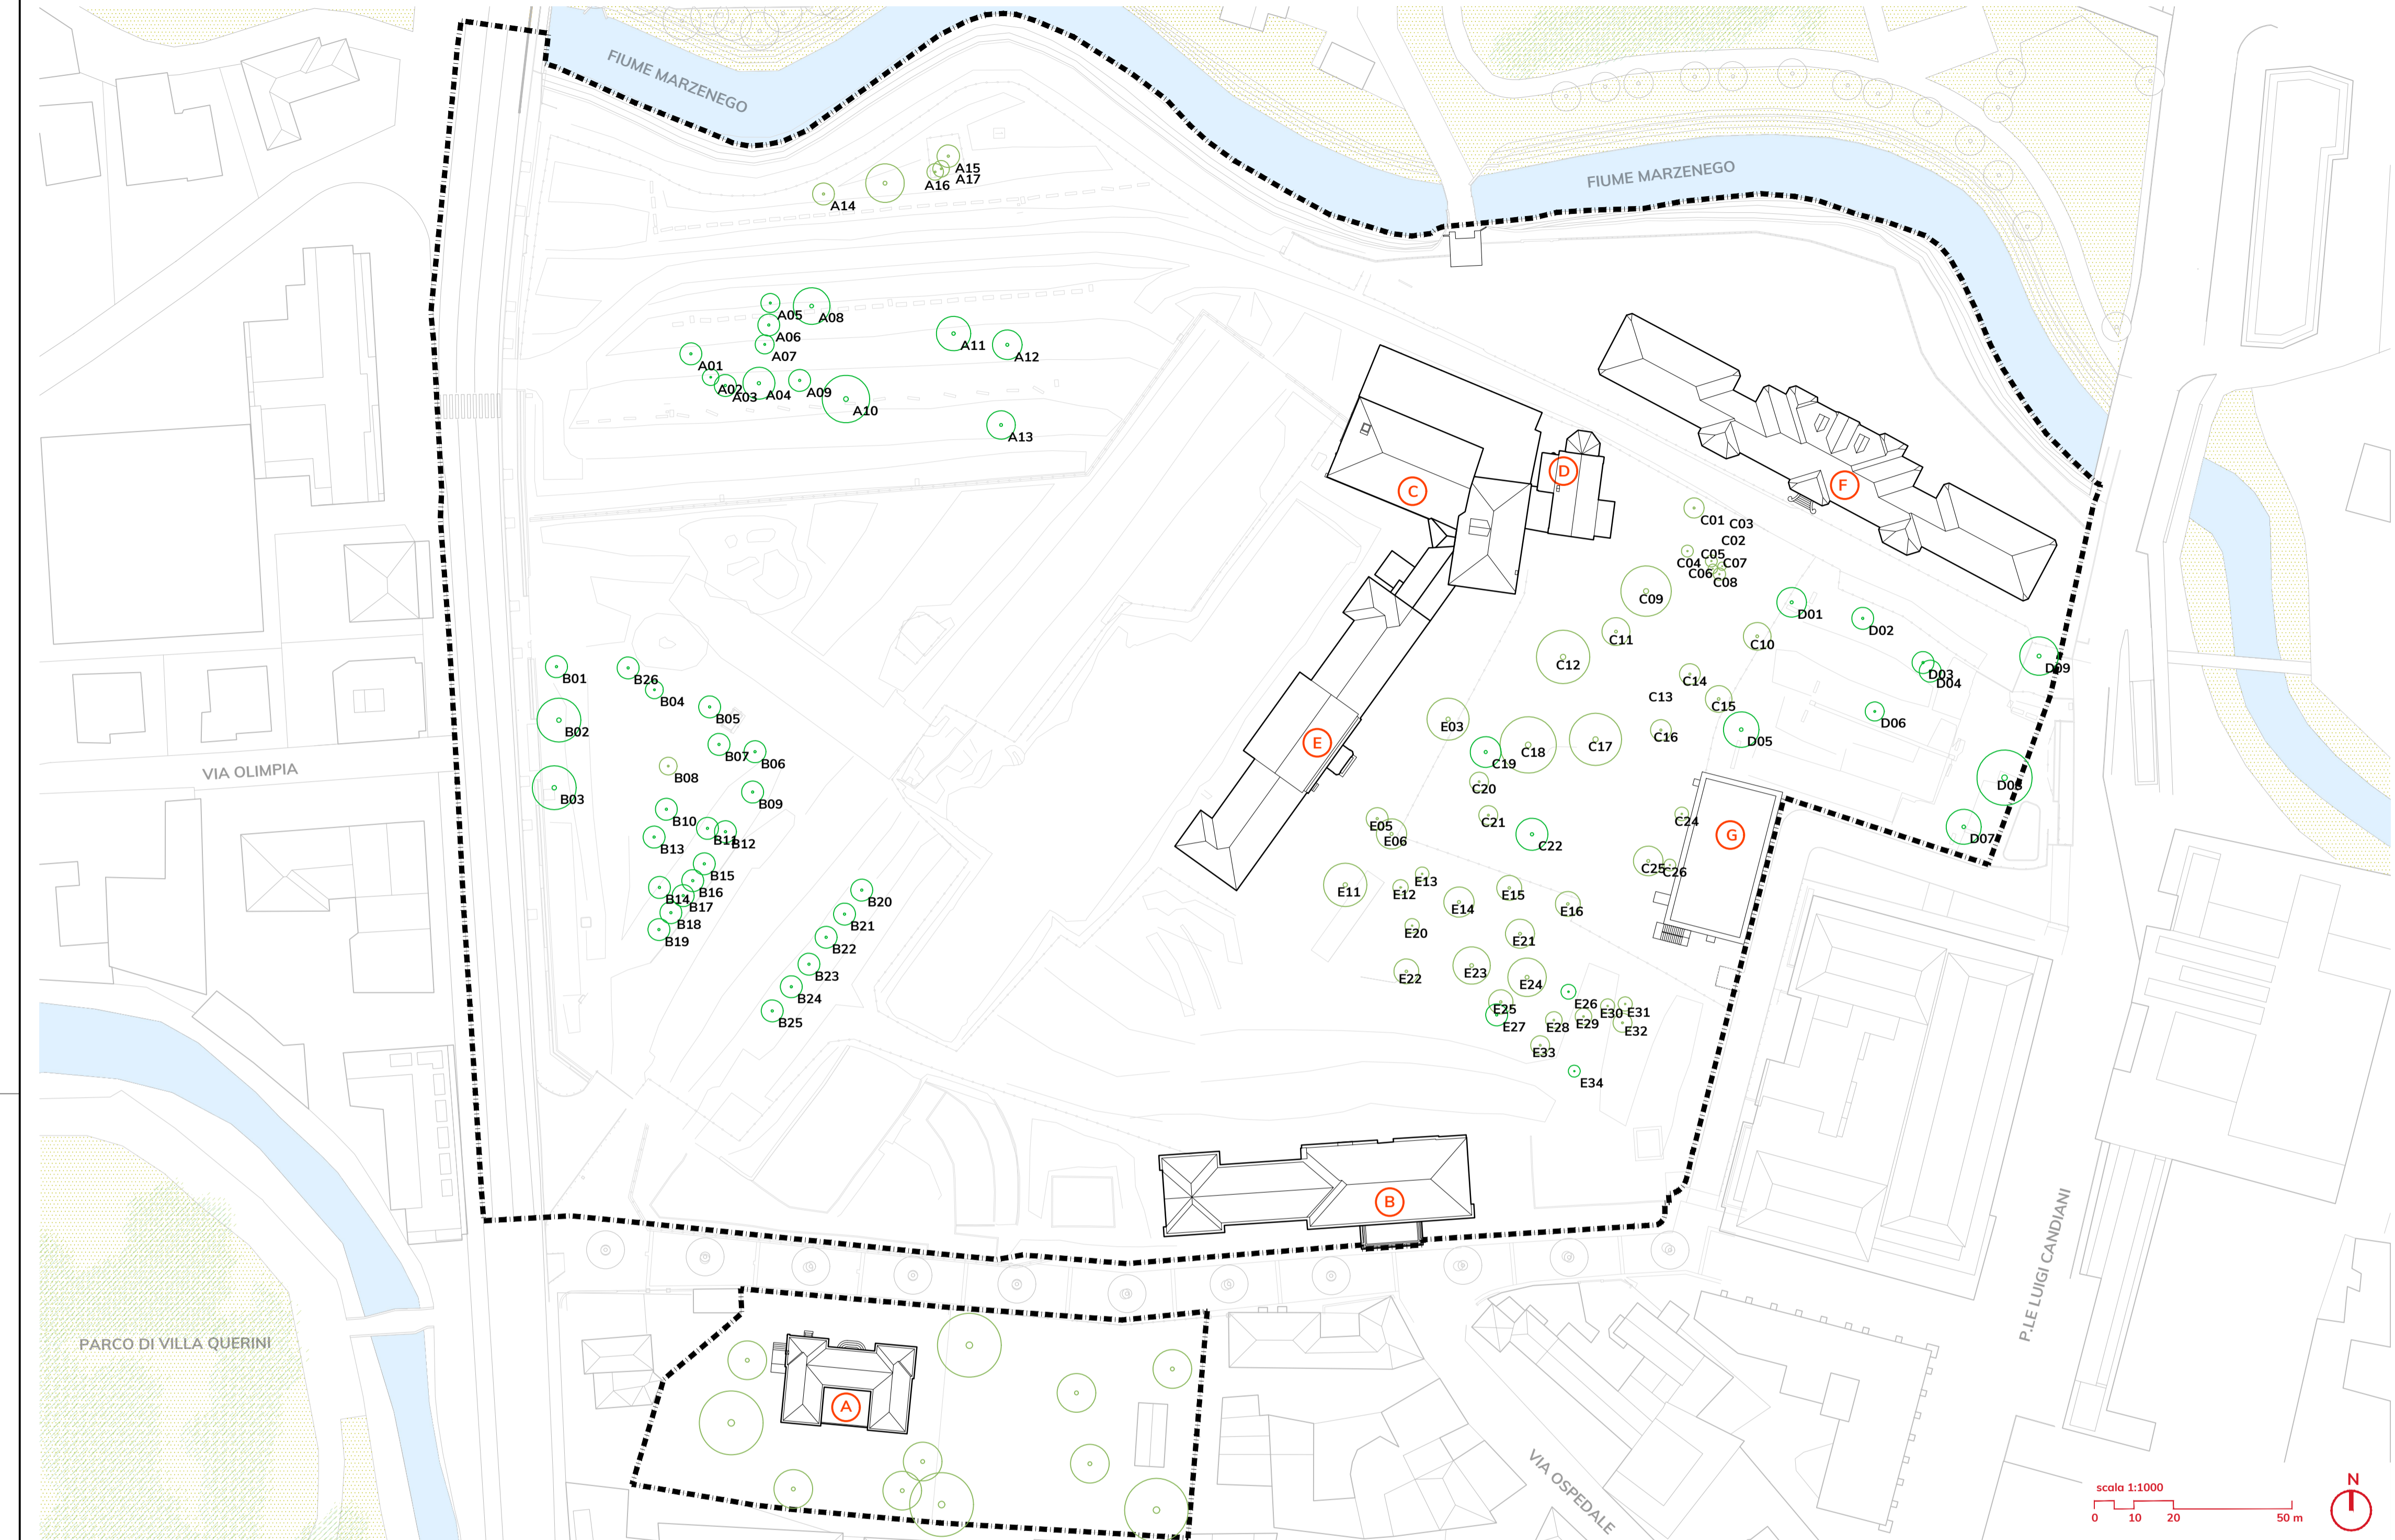 FIUME MARZENEGO
FIUME MARZENEGO
A15
A17
A16
A14
A05
A08
A06
A07
A11
A12
A01
A02
A03
A04
A09
A10
A13
C
D
F
C01
C03
C02
C05
C04
C07
C06
C08
C09
C11
C10
C12
D01
D02
D03
D04
D09
B01
B26
B04
B02
B05
C14
C13
C15
E03
C16
D05
D06
E
C18
C17
C19
B07
B06
VIA OLIMPIA
B08
B03
B09
C20
D08
B10
E05
C21
C24
G
D07
B11
B12
B13
E06
C22
C25
C26
B15
B16
B14
B17
B18
B19
B20
B21
B22
B23
B24
B25
E11
E12
E13
E14
E15
E16
E20
E21
E22
E23
E24
E25
E26
E27
E28
E29
E30
E31
E32
E33
E34
B
P.LE LUIGI CANDIANI
PARCO DI VILLA QUERINI
A
VIA OSPEDALE
scala 1:1000
0 10 20 50 m
N